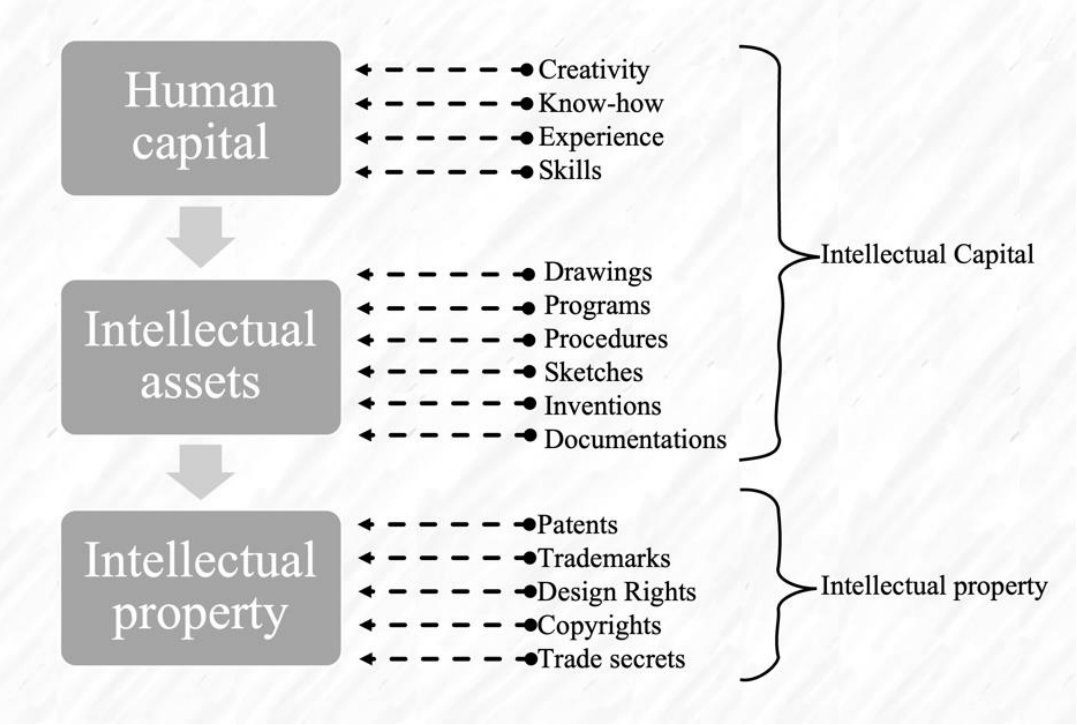 Human
capital
Creativity
Know-how
Experience
Skills
Intellectual
assets
Drawings
Programs
Procedures
Sketches
Inventions
Documentations
Intellectual Capital
Intellectual
property
Patents
Trademarks
Design Rights
Copyrights
Trade secrets
Intellectual property